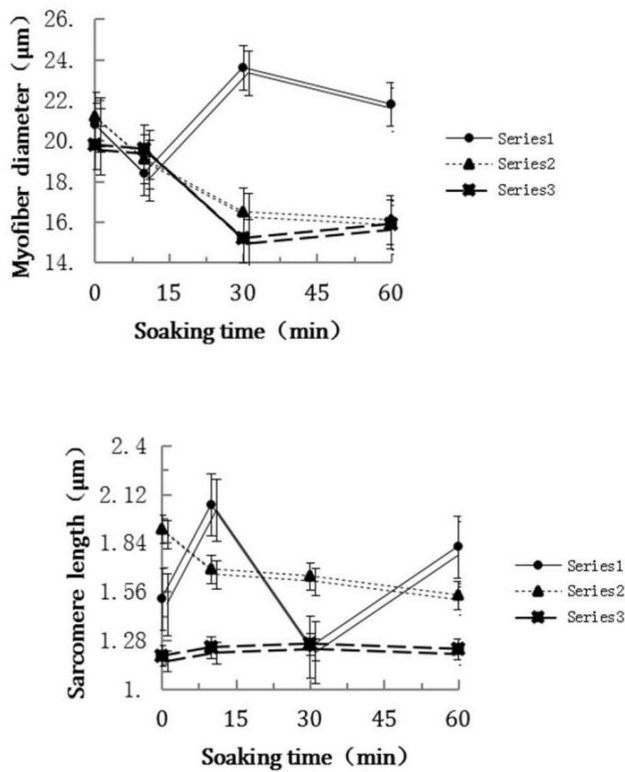 Myofiber diameter (μm)
26.
24.
22.
20.
18.
16.
14.
0 15 30 45 60
Soaking time (min)
Series1
Series2
Series3
Sarcomere length (μm)
2.4
2.12
1.84
1.56
1.28
1.
0 15 30 45 60
Soaking time (min)
Series1
Series2
Series3